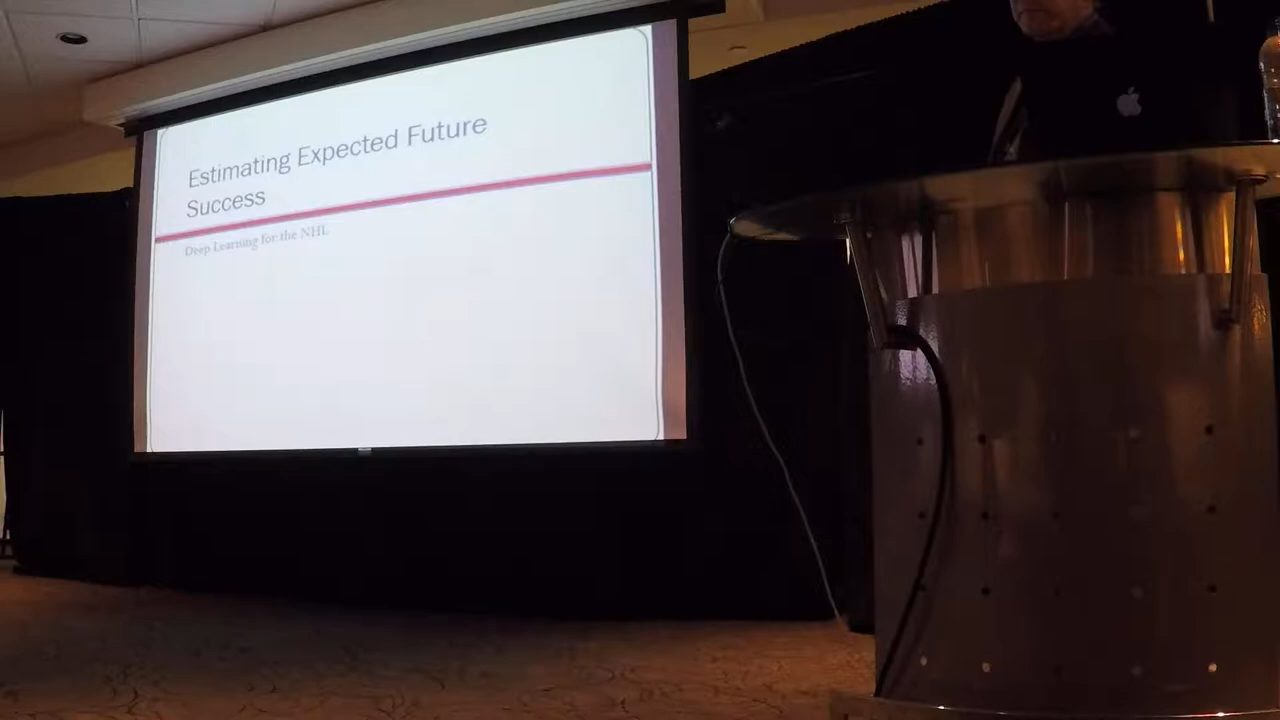 Estimating Expected Future
Success
Deep Learning for the NHL